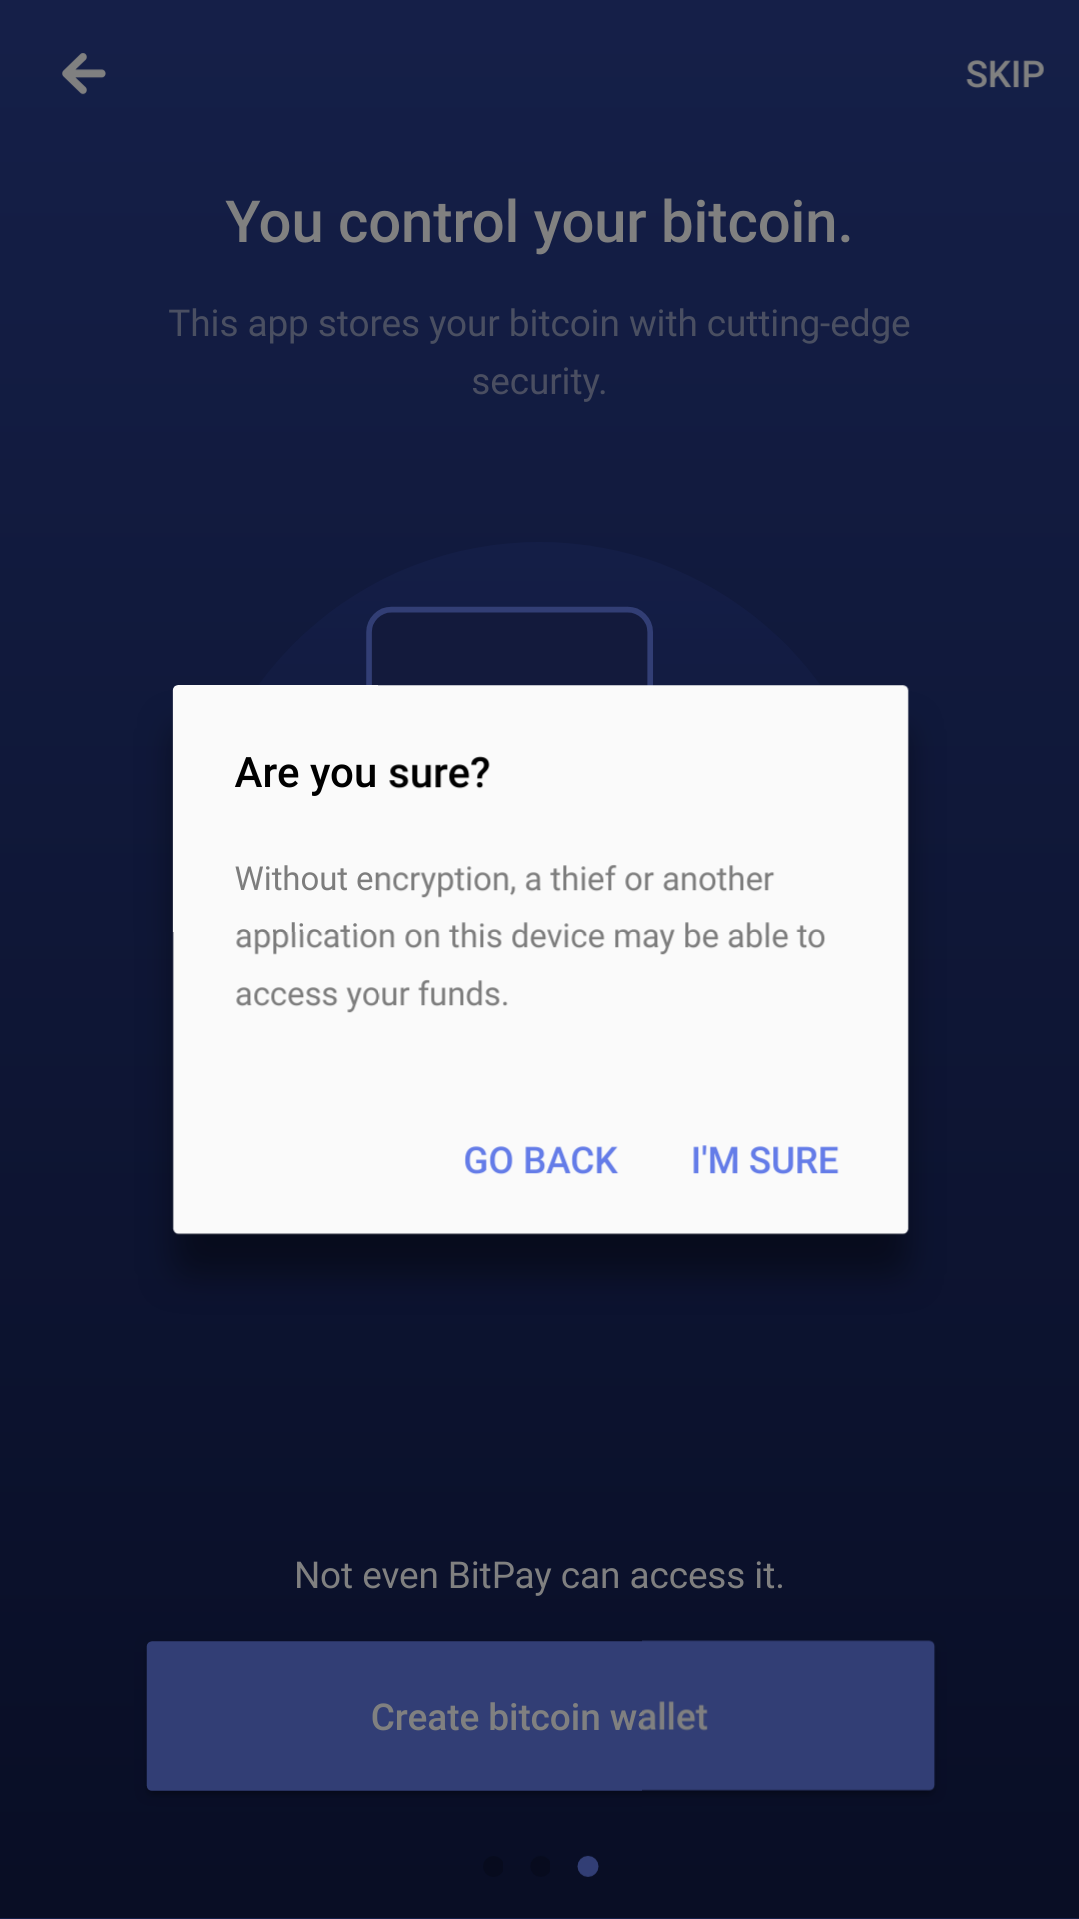 SKIP
You control your bitcoin.
This app stores your bitcoin with cutting-edge
security.
Are you sure?
Without encryption, a thief or another
application on this device may be able to
access your funds.
GO BACK I'M SURE
Not even BitPay can access it.
Create bitcoin wallet